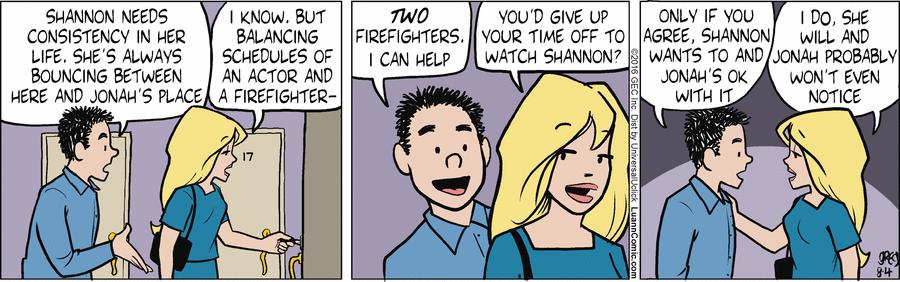 SHANNON NEEDS
CONSISTENCY IN HER
LIFE. SHE'S ALWAYS
BOUNCING BETWEEN
HERE AND JONAH'S PLACE
I KNOW. BUT
BALANCING
SCHEDULES OF
AN ACTOR AND
A FIREFIGHTER-
17
TWO
FIREFIGHTERS.
I CAN HELP
YOU'D GIVE UP
YOUR TIME OFF TO
WATCH SHANNON?
©2016 GEC Inc. Dist by UniversalUclick LuannComic.com
ONLY IF YOU
AGREE, SHANNON
WANTS TO AND
JONAH'S OK
WITH IT
I DO, SHE
WILL AND
JONAH PROBABLY
WON'T EVEN
NOTICE
GREG
8-4